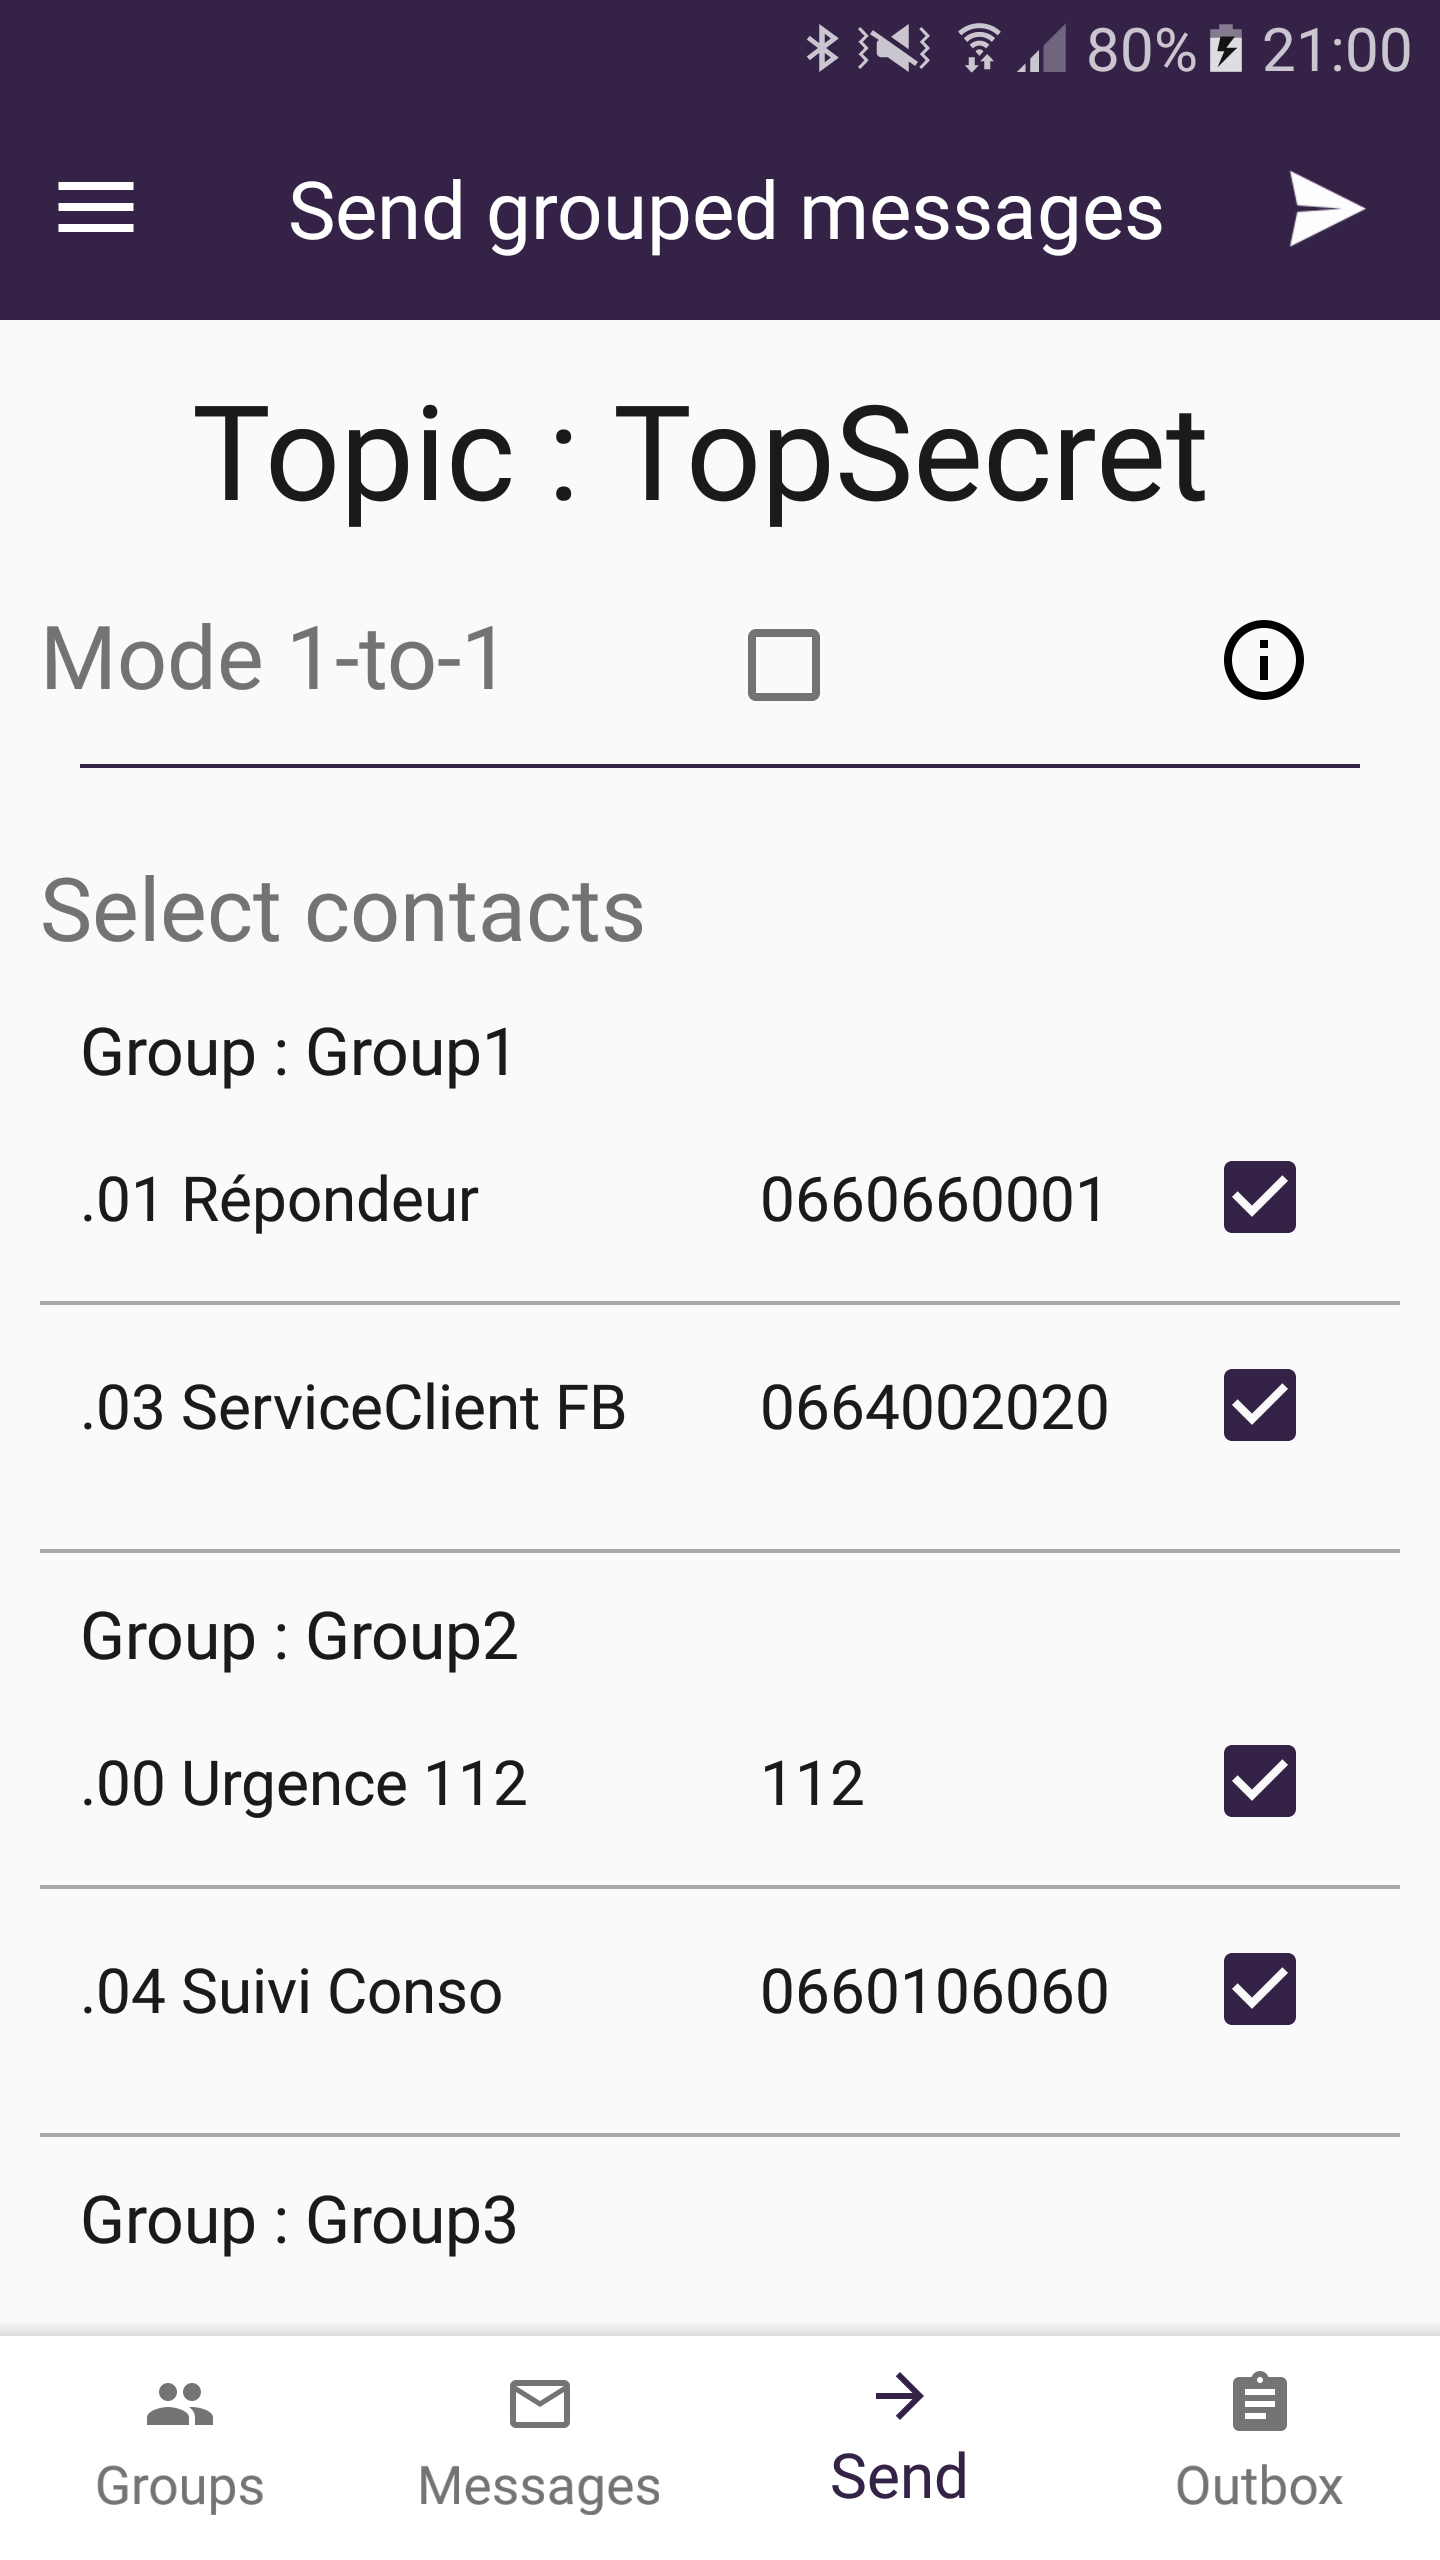 80% 21:00
Send grouped messages
Topic : TopSecret
Mode 1-to-1
Select contacts
Group : Group1
.01 Répondeur 0660660001
.03 ServiceClient FB 0664002020
Group : Group2
.00 Urgence 112 112
.04 Suivi Conso 0660106060
Group : Group3
Groups Messages Send Outbox